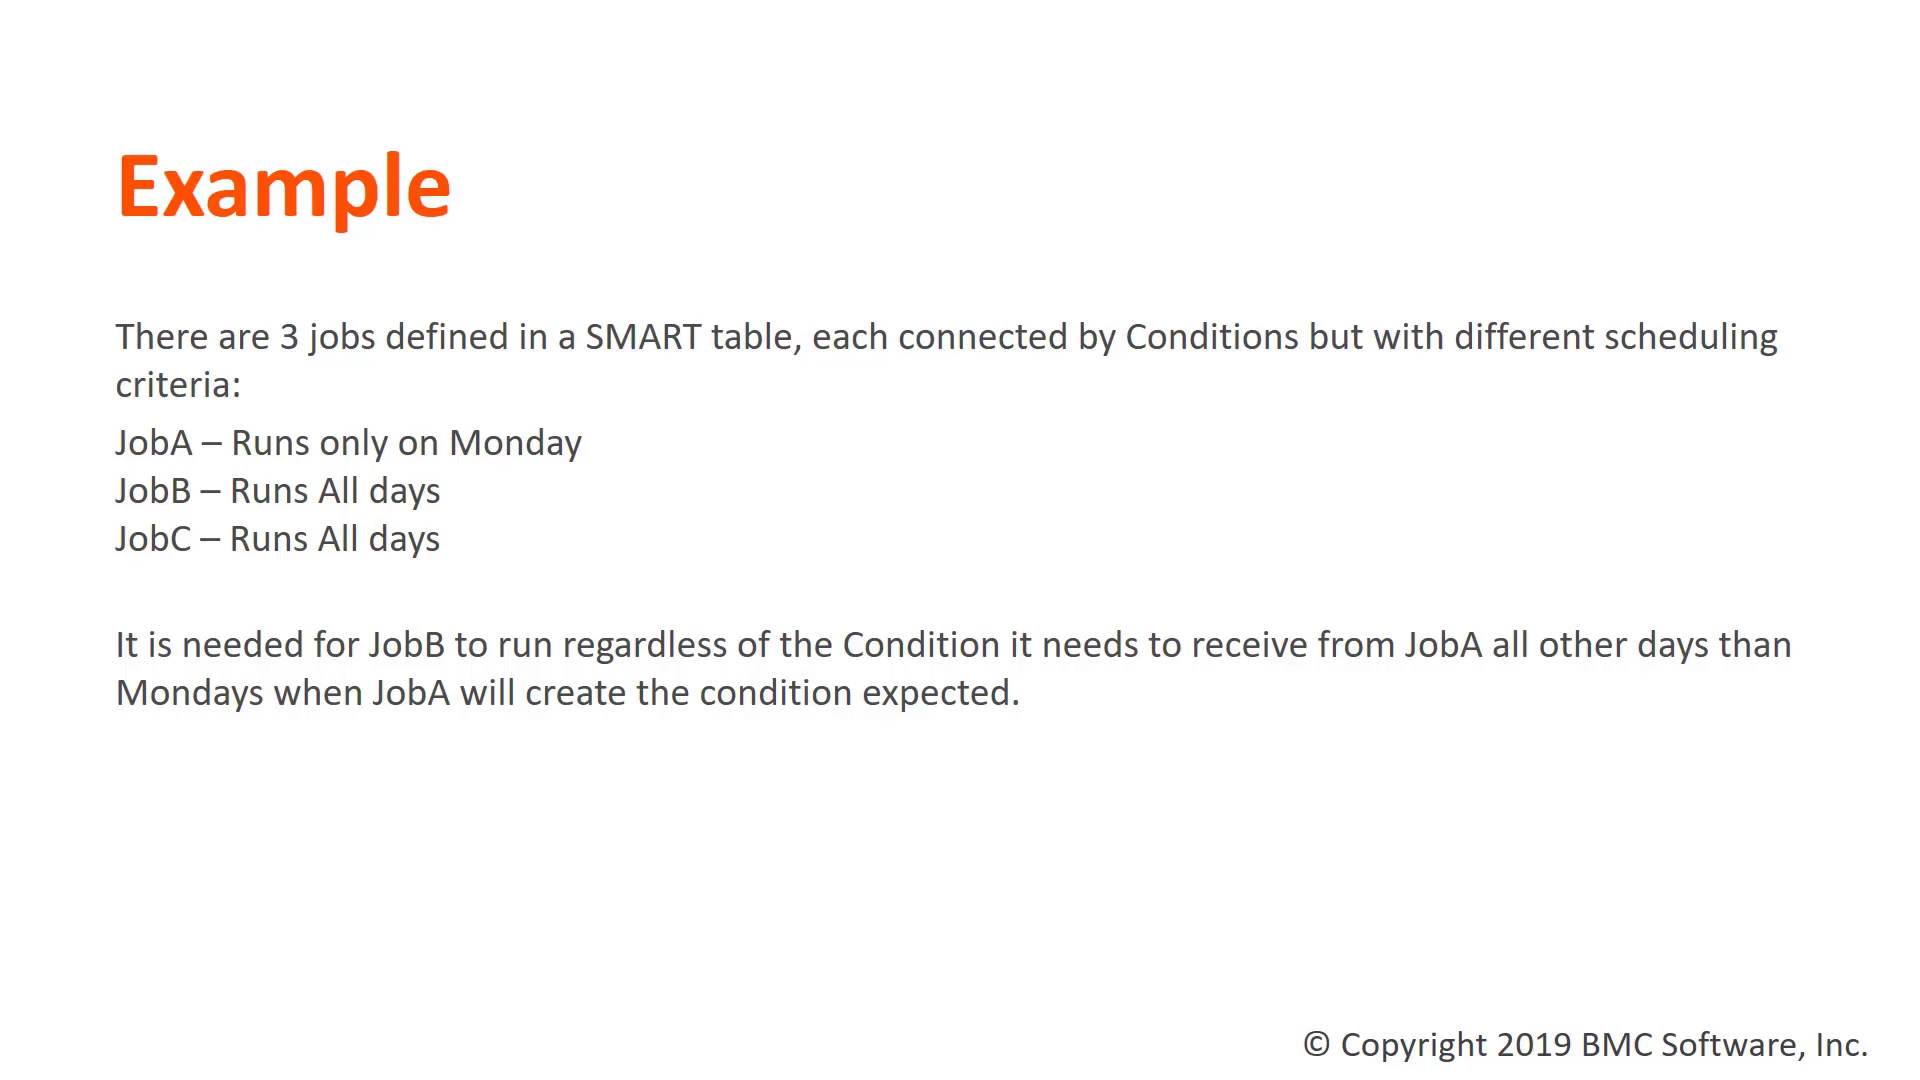 Example
There are 3 jobs defined in a SMART table, each connected by Conditions but with different scheduling
criteria:
JobA – Runs only on Monday
JobB – Runs All days
JobC – Runs All days
It is needed for JobB to run regardless of the Condition it needs to receive from JobA all other days than
Mondays when JobA will create the condition expected.
© Copyright 2019 BMC Software, Inc.